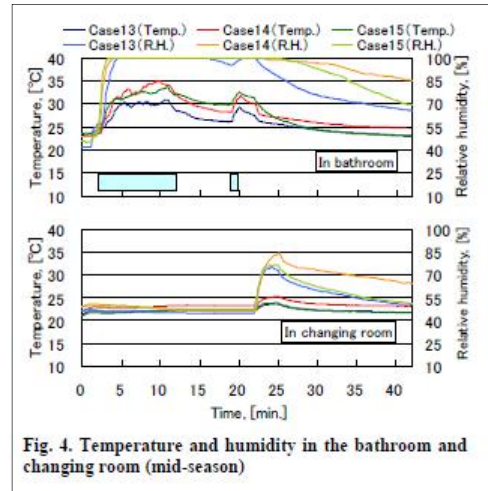 Case13(Temp.) Case14(Temp.) Case15(Temp.)
Case13(R.H.) Case14(R.H.) Case15(R.H.)
Temperature, [℃]
40
35
30
25
20
15
10
In bathroom
100
85
70
55
40
25
10
Relative humidity, [%]
Temperature, [℃]
40
35
30
25
20
15
10
In changing room
100
85
70
55
40
25
10
Relative humidity, [%]
0 5 10 15 20 25 30 35 40
Time, [min.]
Fig. 4. Temperature and humidity in the bathroom and
changing room (mid-season)